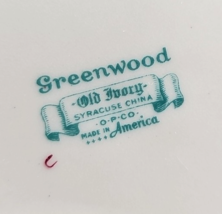 Greenwood
-Old Ivory-
SYRACUSE CHINA
·O·P·CO·
MADE IN America